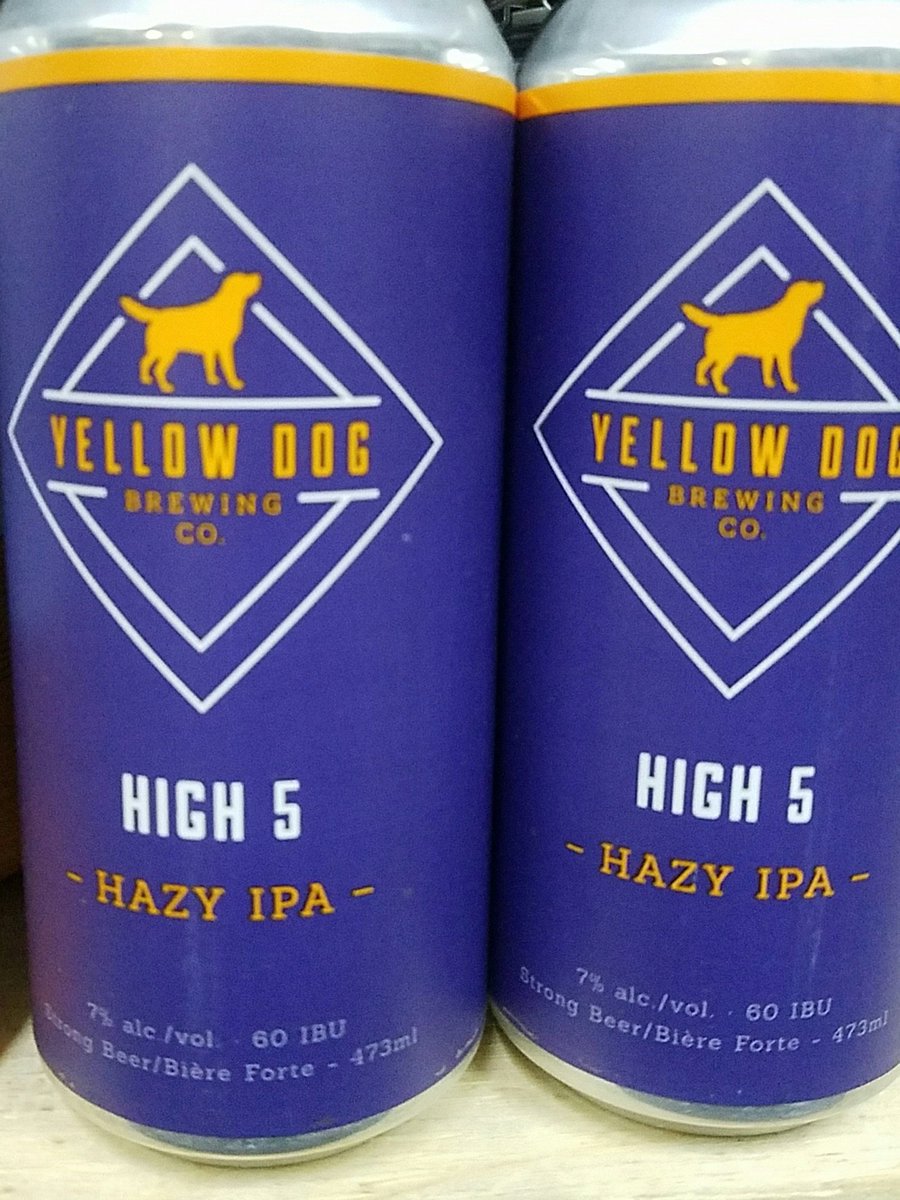 YELLOW DOG
BREWING
CO.
HIGH 5
- HAZY IPA -
7% alc./vol. · 60 IBU
Strong Beer/Bière Forte - 473ml
YELLOW DOG
BREWING
CO.
HIGH 5
- HAZY IPA -
7% alc./vol. · 60 IBU
Strong Beer/Bière Forte - 473ml